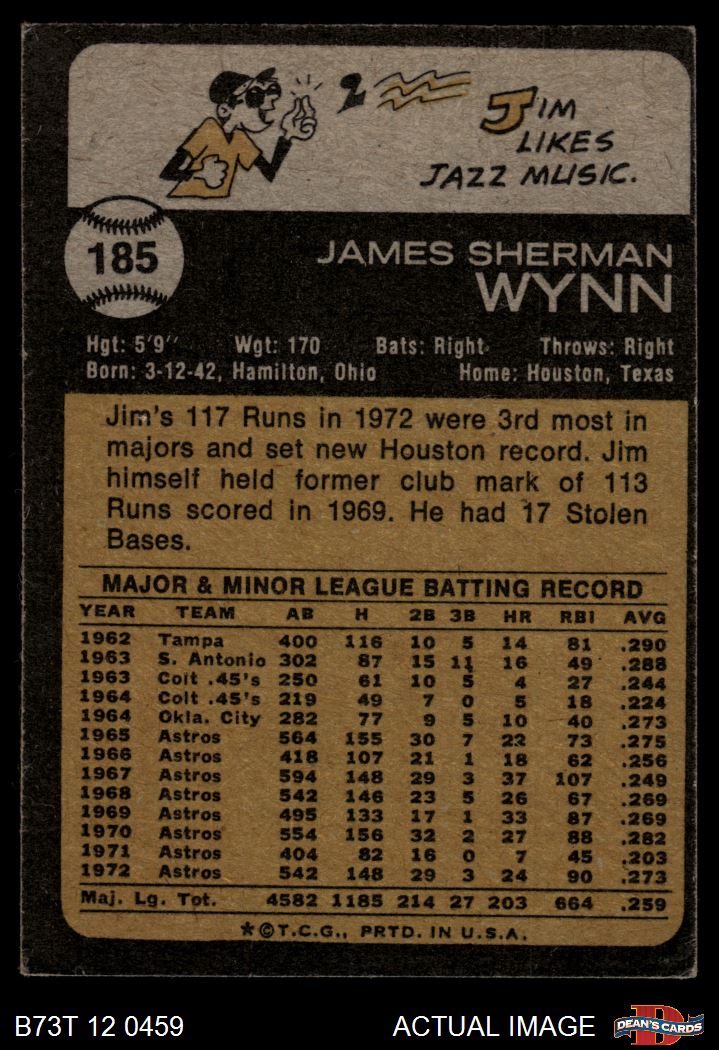 2 JIM
LIKES
JAZZ MUSIC.
185
JAMES SHERMAN
WYNN
Hgt: 5'9" Wgt: 170 Bats: Right Throws: Right
Born: 3-12-42, Hamilton, Ohio Home: Houston, Texas
Jim's 117 Runs in 1972 were 3rd most in
majors and set new Houston record. Jim
himself held former club mark of 113
Runs scored in 1969. He had 17 Stolen
Bases.
MAJOR & MINOR LEAGUE BATTING RECORD
YEAR TEAM AB H 2B 3B HR RBI AVG
1962 Tampa 400 116 10 5 14 81 .290
1963 S. Antonio 302 87 15 11 16 49 .288
1963 Colt .45's 250 61 10 5 4 27 .244
1964 Colt .45's 219 49 7 0 5 18 .224
1964 Okla. City 282 77 9 5 10 40 .273
1965 Astros 564 155 30 7 22 73 .275
1966 Astros 418 107 21 1 18 62 .256
1967 Astros 594 148 29 3 37 107 .249
1968 Astros 542 146 23 5 26 67 .269
1969 Astros 495 133 17 1 33 87 .269
1970 Astros 554 156 32 2 27 88 .282
1971 Astros 404 82 16 0 7 45 .203
1972 Astros 542 148 29 3 24 90 .273
Maj. Lg. Tot. 4582 1185 214 27 203 664 .259
*©T.C.G., PRTD. IN U.S.A.
B73T 12 0459 ACTUAL IMAGE D DEAN'S CARDS